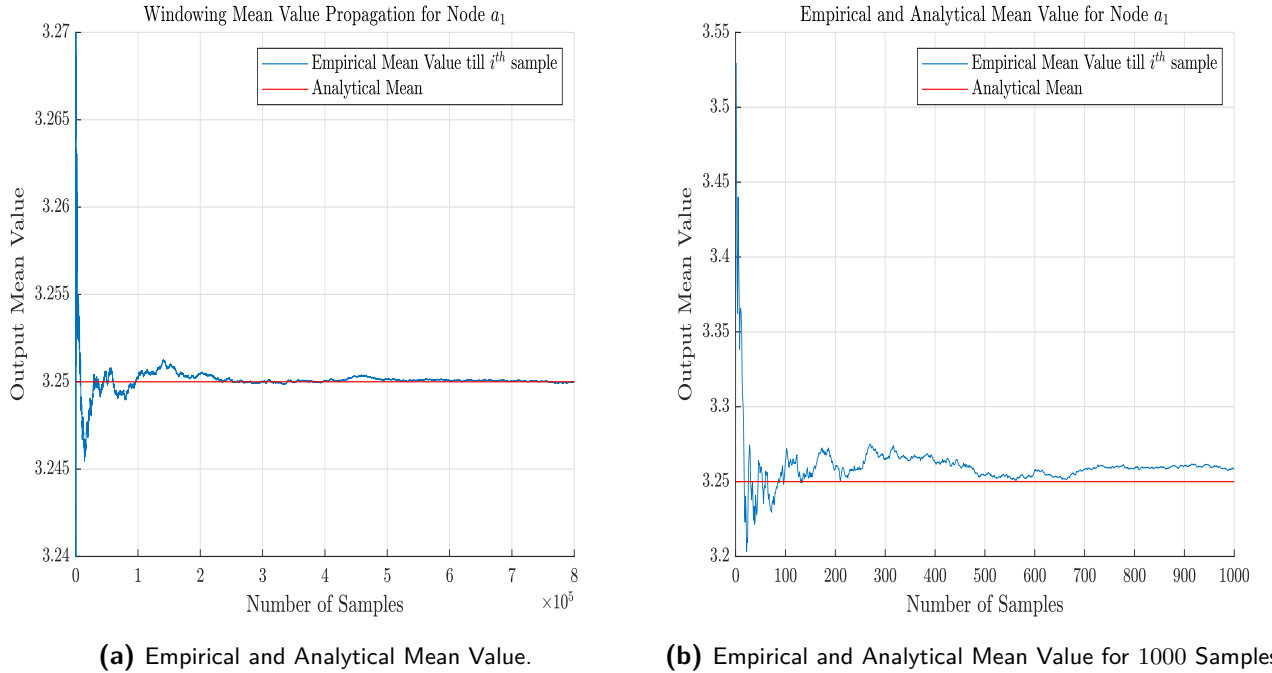 Windowing Mean Value Propagation for Node a1
3.27
3.265
3.26
3.255
3.25
3.245
3.24
Output Mean Value
Empirical Mean Value till i^th sample
Analytical Mean
0 1 2 3 4 5 6 7 8
×10^5
Number of Samples
(a) Empirical and Analytical Mean Value.
Empirical and Analytical Mean Value for Node a1
3.55
3.5
3.45
3.4
3.35
3.3
3.25
3.2
Output Mean Value
Empirical Mean Value till i^th sample
Analytical Mean
0 100 200 300 400 500 600 700 800 900 1000
Number of Samples
(b) Empirical and Analytical Mean Value for 1000 Samples